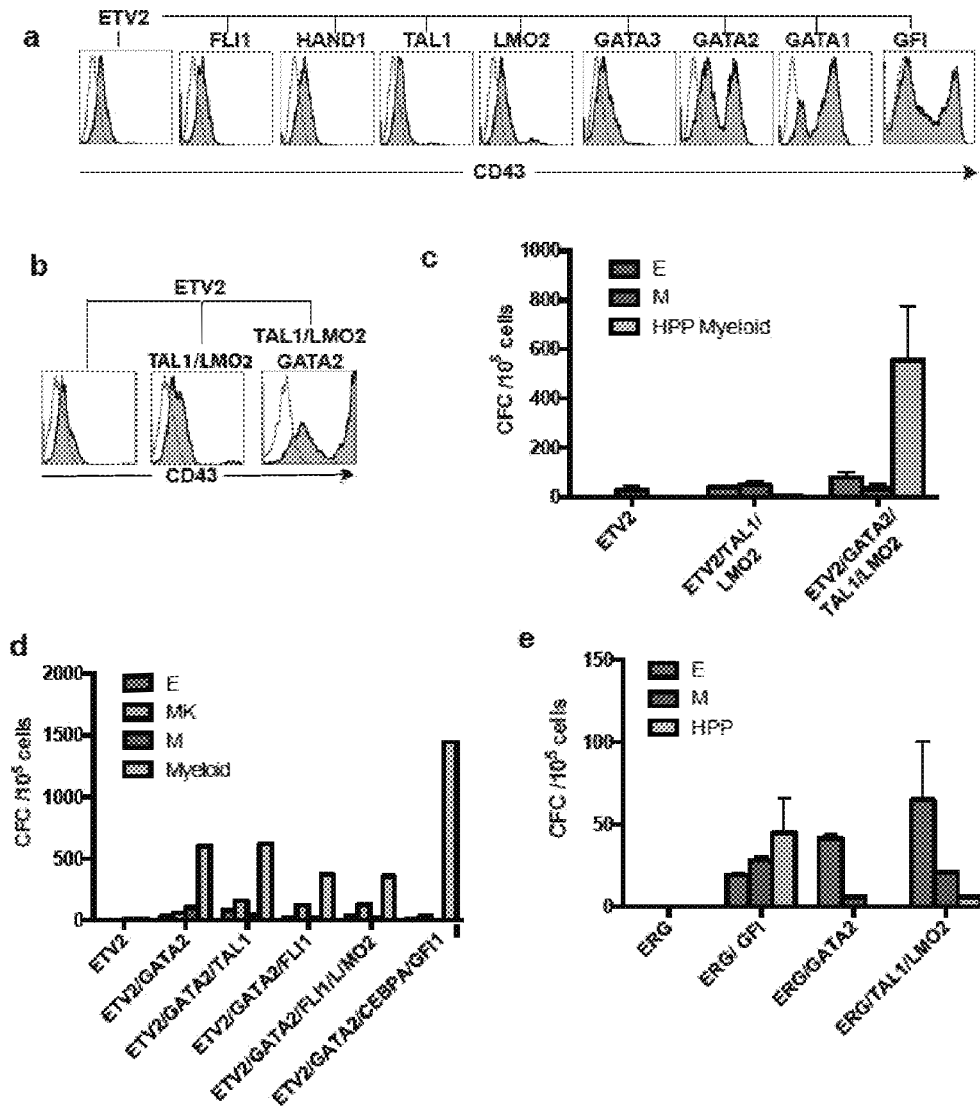 a
ETV2
FLI1 HAND1 TAL1 LMO2 GATA3 GATA2 GATA1 GFI
CD43
b
ETV2
TAL1/LMO2
TAL1/LMO2
GATA2
CD43
c
CFC /10⁵ cells
1000
800
600
400
200
0
E
M
HPP Myeloid
ETV2
ETV2/TAL1/
LMO2
ETV2/GATA2/
TAL1/LMO2
d
CFC /10⁵ cells
2000
1500
1000
500
0
E
MK
M
Myeloid
ETV2
ETV2/GATA2
ETV2/GATA2/TAL1
ETV2/GATA2/FLI1
ETV2/GATA2/FLI1/L/MO2
ETV2/GATA2/CEBPA/GFI1
e
CFC /10⁵ cells
150
100
50
0
E
M
HPP
ERG
ERG/ GFI
ERG/GATA2
ERG/TAL1/LMO2